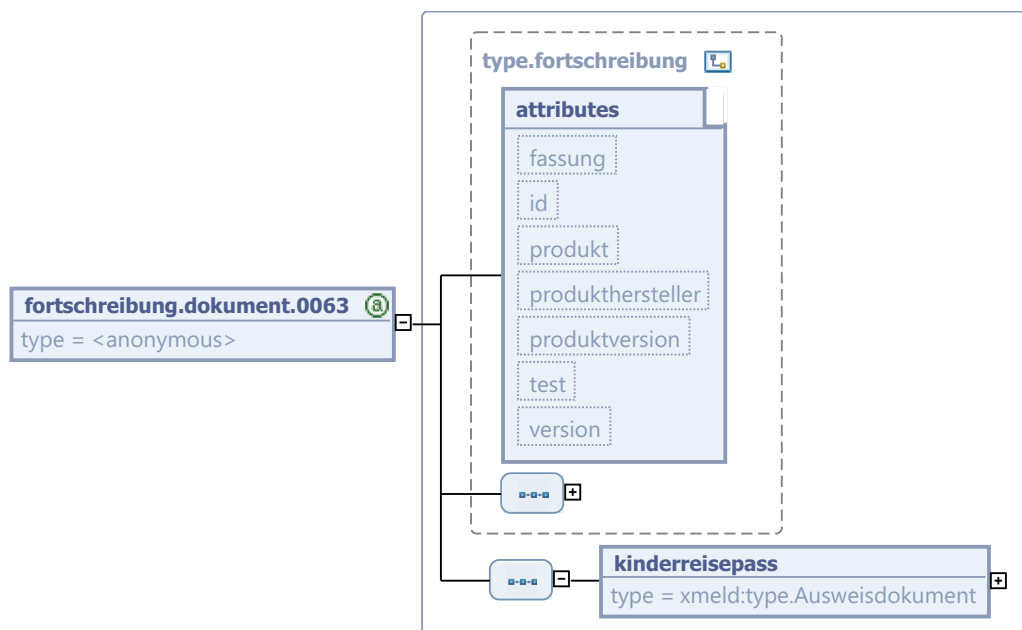 type.fortschreibung
attributes
fassung
id
produkt
produkthersteller
produktversion
test
version
fortschreibung.dokument.0063 @
type = <anonymous>
kinderreisepass
type = xmeld:type.Ausweisdokument